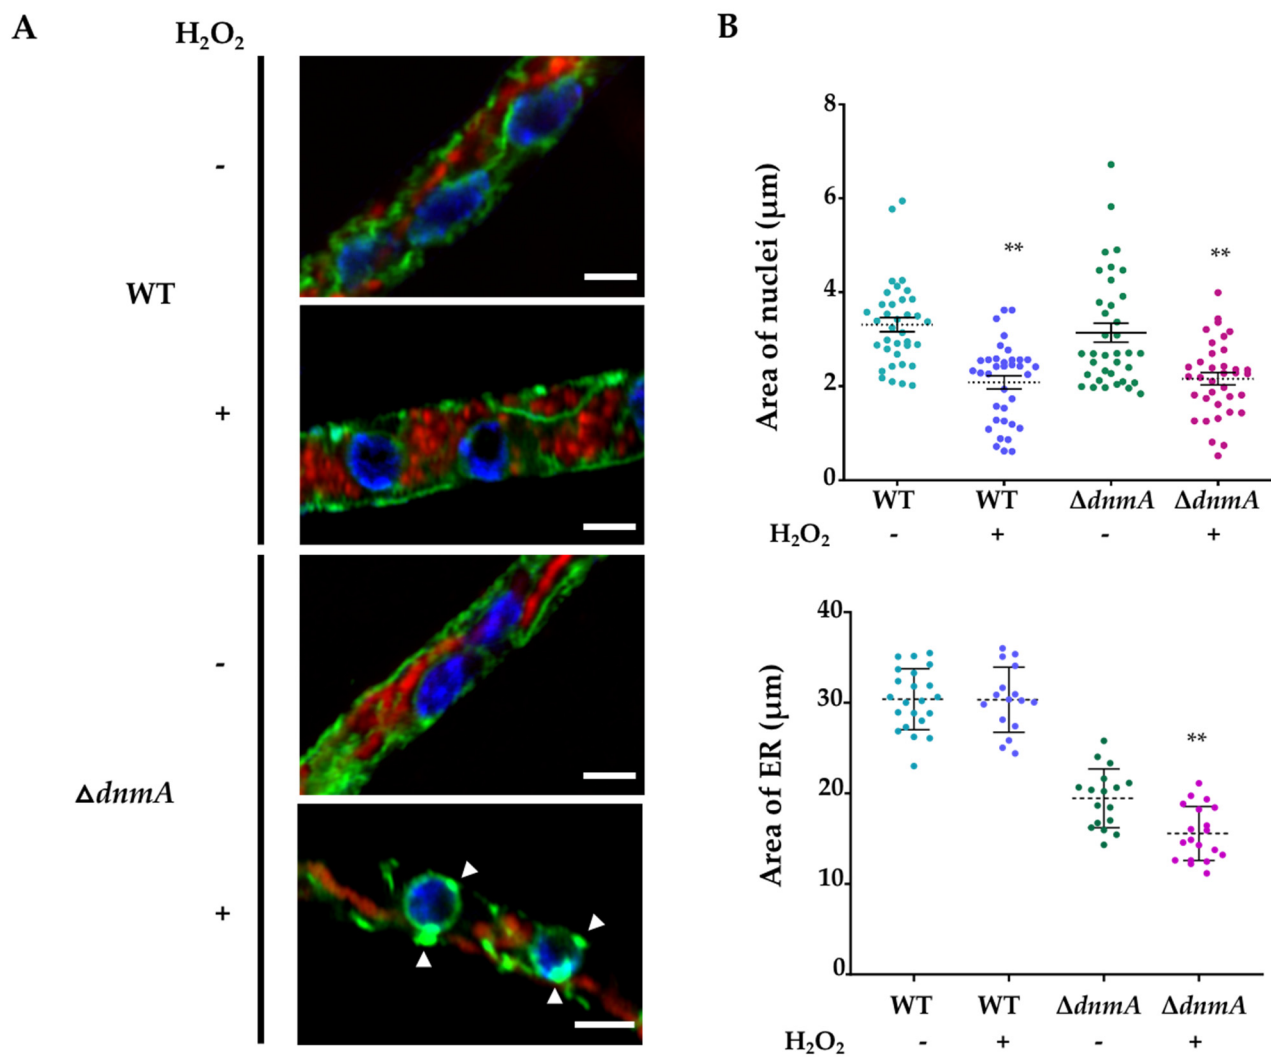 A
H₂O₂
-
WT
+
-
ΔdnmA
+
B
Area of nuclei (µm)
8
6
4
2
0
**
**
WT WT ΔdnmA ΔdnmA
H₂O₂ - + - +
Area of ER (µm)
40
30
20
10
0
**
WT WT ΔdnmA ΔdnmA
H₂O₂ - + - +